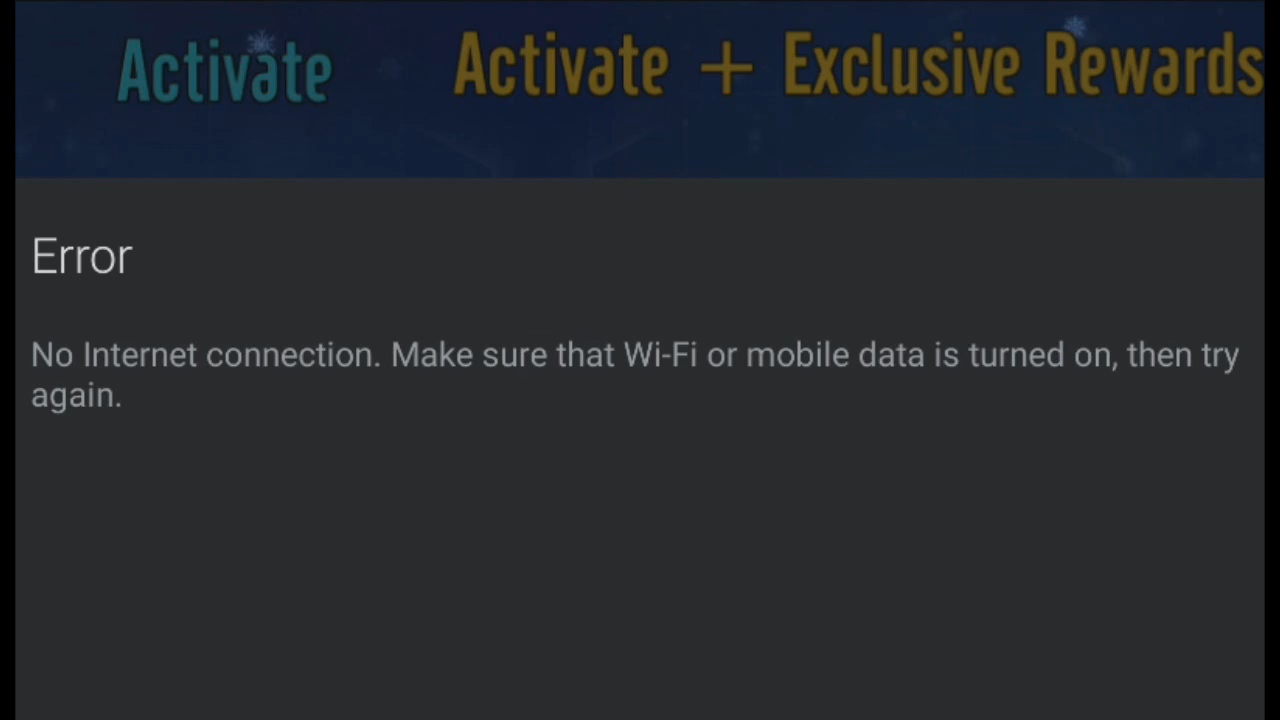 Activate
Activate + Exclusive Rewards
Error
No Internet connection. Make sure that Wi-Fi or mobile data is turned on, then try
again.